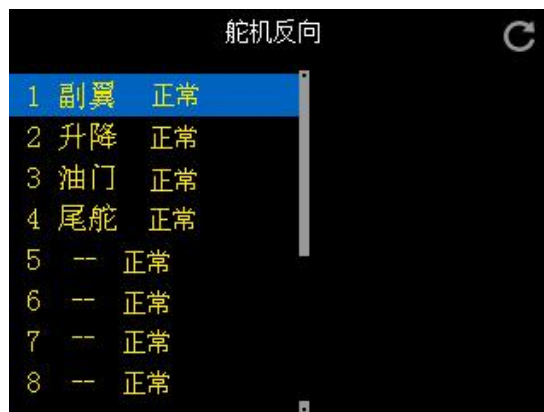 舵机反向
1 副翼 正常
2 升降 正常
3 油门 正常
4 尾舵 正常
5 -- 正常
6 -- 正常
7 -- 正常
8 -- 正常